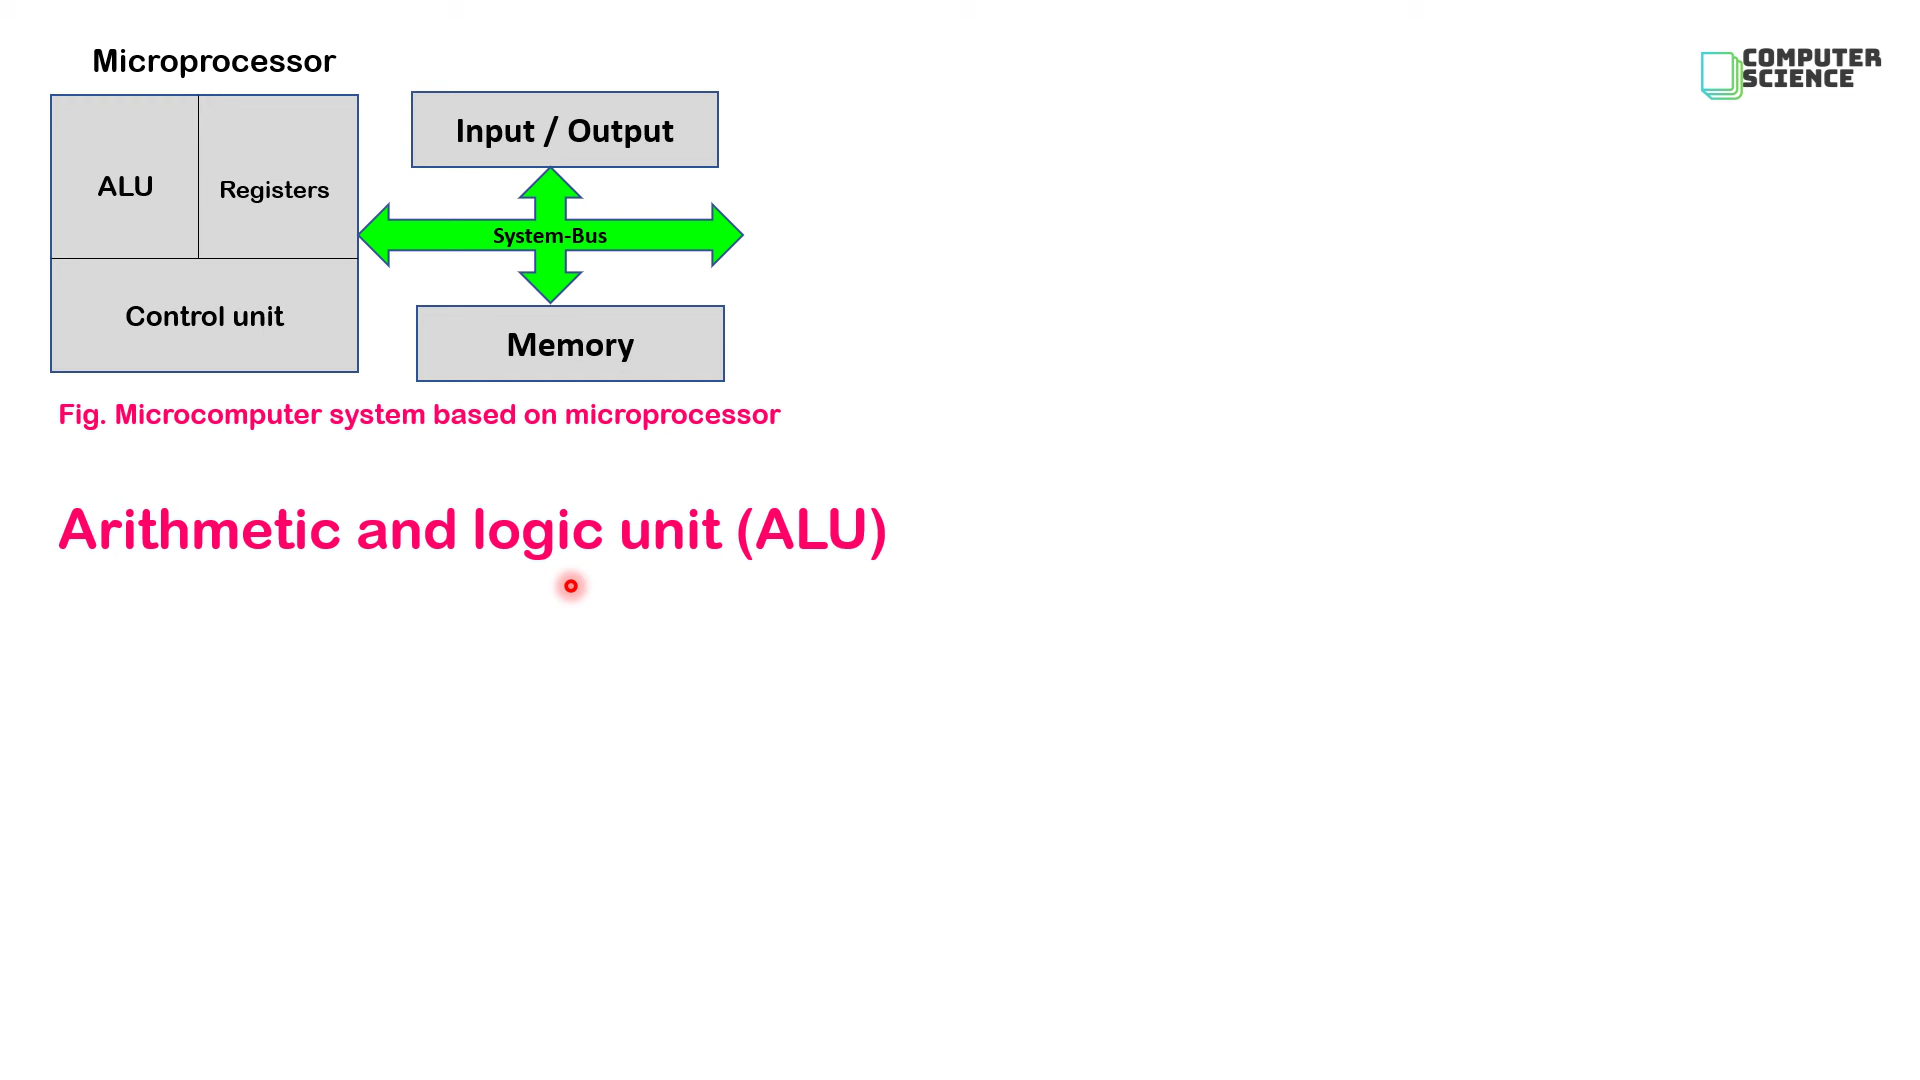 Microprocessor
COMPUTER
SCIENCE
Input / Output
ALU
Registers
System-Bus
Control unit
Memory
Fig. Microcomputer system based on microprocessor
Arithmetic and logic unit (ALU)